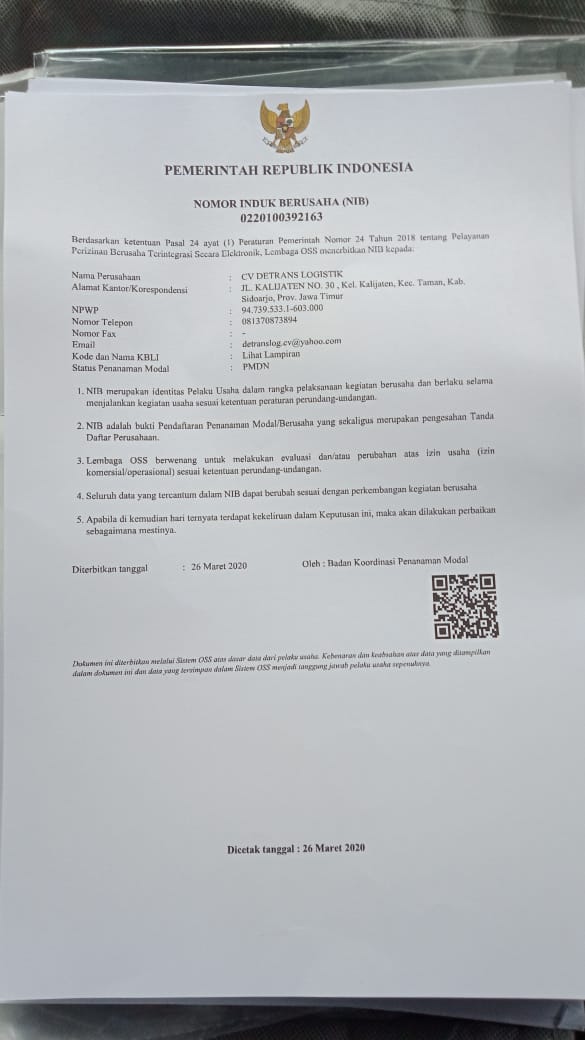 PEMERINTAH REPUBLIK INDONESIA
NOMOR INDUK BERUSAHA (NIB)
0220100392163
Berdasarkan ketentuan Pasal 24 ayat (1) Peraturan Pemerintah Nomor 24 Tahun 2018 tentang Pelayanan
Perizinan Berusaha Terintegrasi Secara Elektronik, Lembaga OSS menerbitkan NIB kepada:
Nama Perusahaan : CV DETRANS LOGISTIK
Alamat Kantor/Korespondensi : JL. KALIJATEN NO. 30 , Kel. Kalijaten, Kec. Taman, Kab.
Sidoarjo, Prov. Jawa Timur
NPWP : 94.739.533.1-603.000
Nomor Telepon : 081370873894
Nomor Fax : -
Email : detranslog.cv@yahoo.com
Kode dan Nama KBLI : Lihat Lampiran
Status Penanaman Modal : PMDN
1. NIB merupakan identitas Pelaku Usaha dalam rangka pelaksanaan kegiatan berusaha dan berlaku selama
menjalankan kegiatan usaha sesuai ketentuan peraturan perundang-undangan.
2. NIB adalah bukti Pendaftaran Penanaman Modal/Berusaha yang sekaligus merupakan pengesahan Tanda
Daftar Perusahaan.
3. Lembaga OSS berwenang untuk melakukan evaluasi dan/atau perubahan atas izin usaha (izin
komersial/operasional) sesuai ketentuan perundang-undangan.
4. Seluruh data yang tercantum dalam NIB dapat berubah sesuai dengan perkembangan kegiatan berusaha
5. Apabila di kemudian hari ternyata terdapat kekeliruan dalam Keputusan ini, maka akan dilakukan perbaikan
sebagaimana mestinya.
Diterbitkan tanggal : 26 Maret 2020 Oleh : Badan Koordinasi Penanaman Modal
Dokumen ini diterbitkan melalui Sistem OSS atas dasar data dari pelaku usaha. Kebenaran dan keabsahan atas data yang ditampilkan
dalam dokumen ini dan data yang tersimpan dalam Sistem OSS menjadi tanggung jawab pelaku usaha sepenuhnya.
Dicetak tanggal : 26 Maret 2020